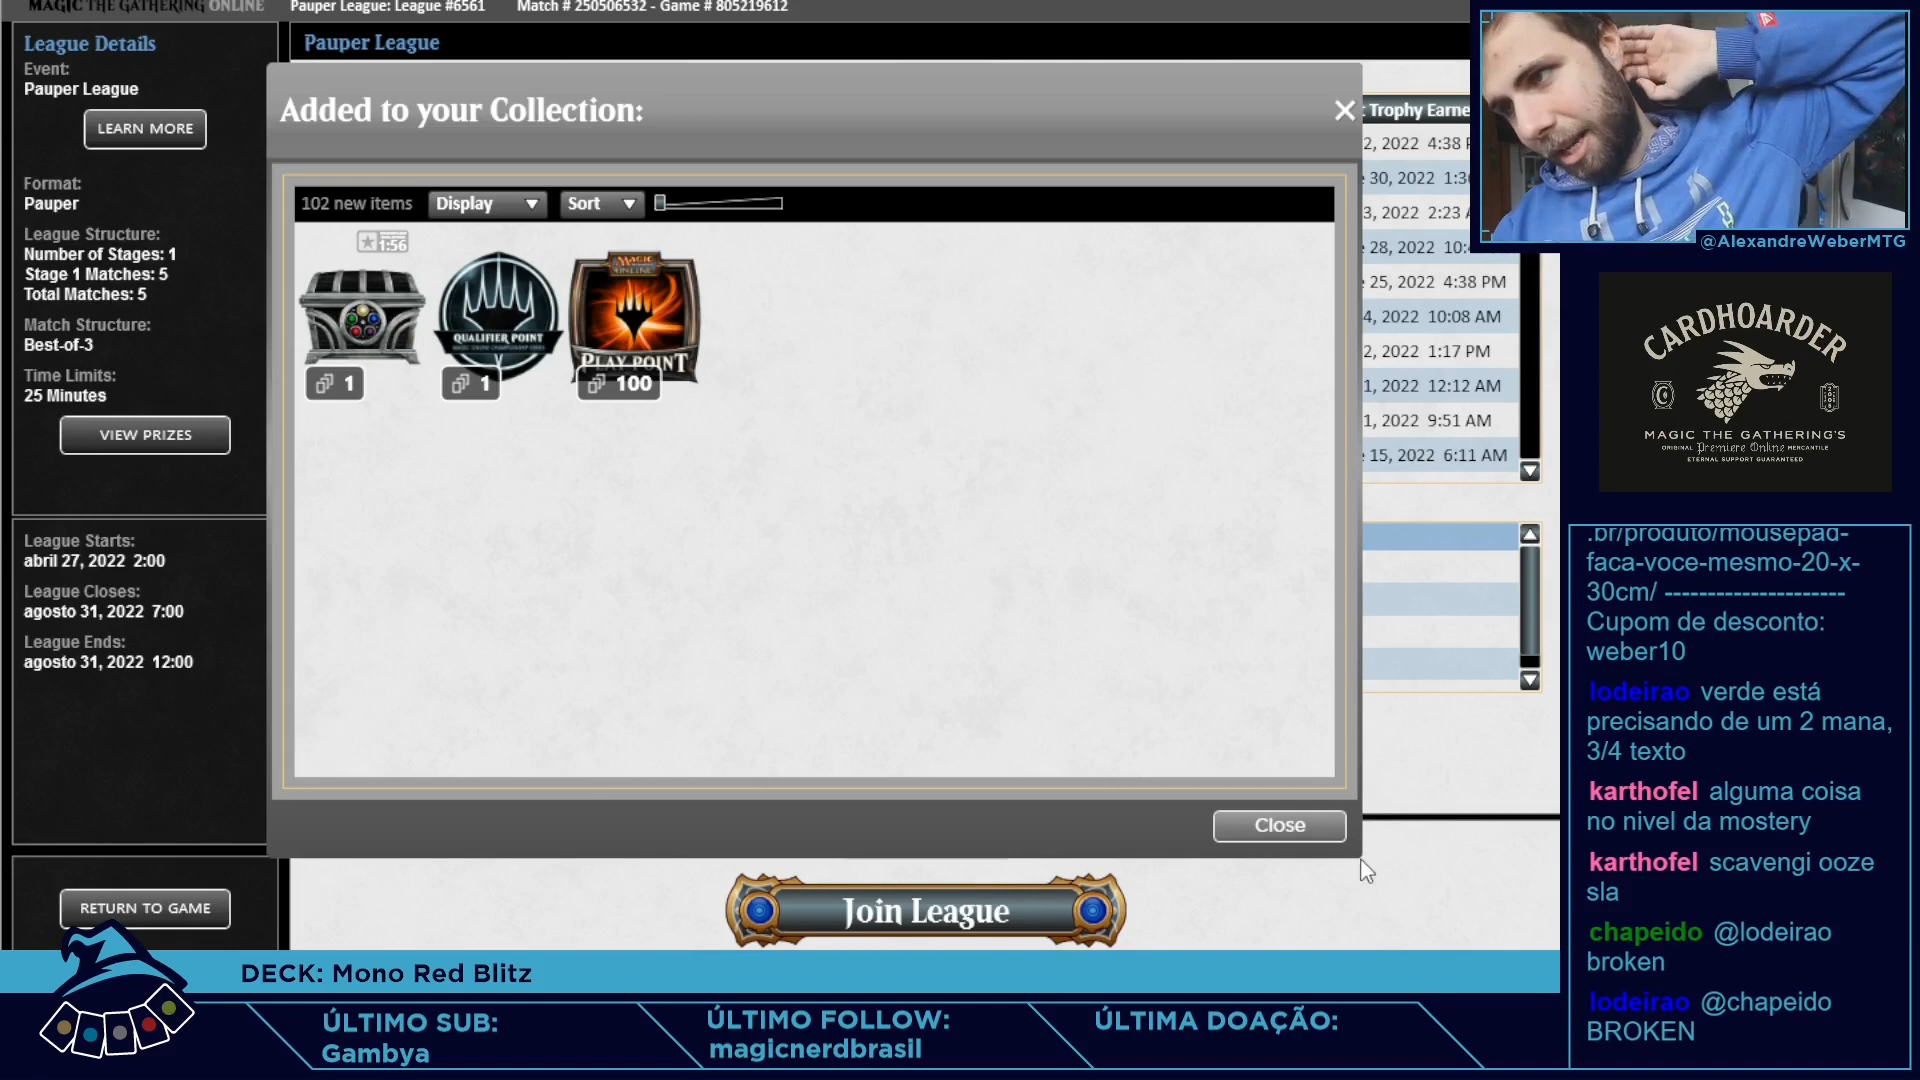 MAGIC THE GATHERING ONLINE
Pauper League: League #6561 Match # 250506532 - Game # 805219612
League Details
Event:
Pauper League
LEARN MORE
Format:
Pauper
League Structure:
Number of Stages: 1
Stage 1 Matches: 5
Total Matches: 5
Match Structure:
Best-of-3
Time Limits:
25 Minutes
VIEW PRIZES
League Starts:
abril 27, 2022 2:00
League Closes:
agosto 31, 2022 7:00
League Ends:
agosto 31, 2022 12:00
RETURN TO GAME
Pauper League
Added to your Collection:
102 new items Display Sort
1:56
QUALIFIER POINT
MAGIC ONLINE
PLAY POINT
1 1 100
Close
Trophy Earne
2, 2022 4:38
30, 2022 1:3
3, 2022 2:23
28, 2022 10:
25, 2022 4:38 PM
4, 2022 10:08 AM
2, 2022 1:17 PM
1, 2022 12:12 AM
1, 2022 9:51 AM
15, 2022 6:11 AM
Join League
@AlexandreWeberMTG
CARDHOARDER
MAGIC THE GATHERING'S
ORIGINAL Premiere Online MERCANTILE
ETERNAL SUPPORT GUARANTEED
.br/produto/mousepad-
faca-voce-mesmo-20-x-
30cm/ ---------------------
Cupom de desconto:
weber10
lodeirao verde está
precisando de um 2 mana,
3/4 texto
karthofel alguma coisa
no nivel da mostery
karthofel scavengi ooze
sla
chapeido @lodeirao
broken
lodeirao @chapeido
BROKEN
DECK: Mono Red Blitz
ÚLTIMO SUB:
Gambya
ÚLTIMO FOLLOW:
magicnerdbrasil
ÚLTIMA DOAÇÃO: